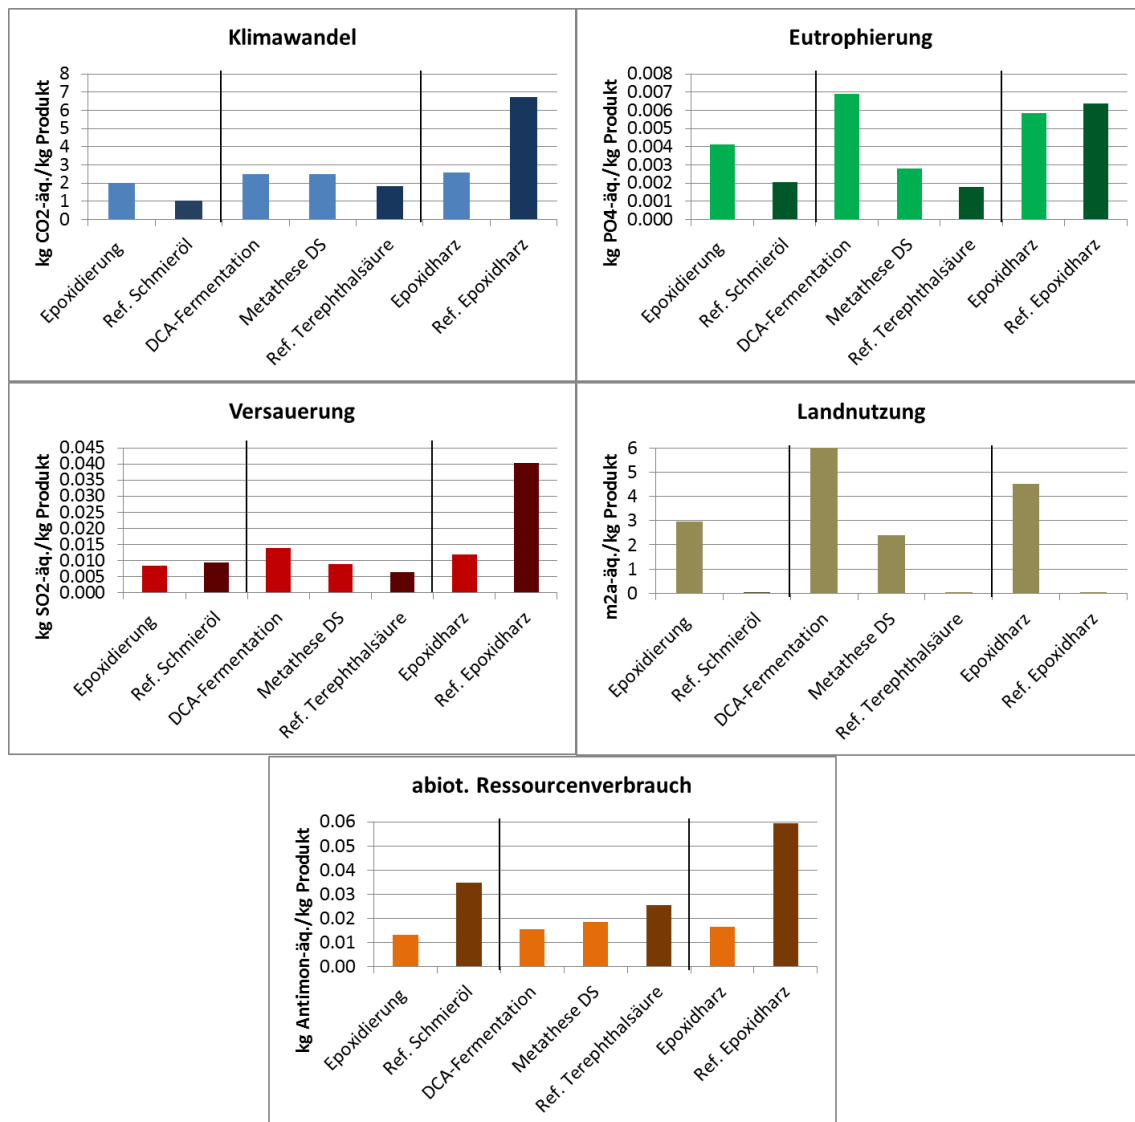 Klimawandel
kg CO2-äq./kg Produkt
8
7
6
5
4
3
2
1
0
Epoxidierung
Ref. Schmieröl
DCA-Fermentation
Metathese DS
Ref. Terephthalsäure
Epoxidharz
Ref. Epoxidharz
Eutrophierung
kg PO4-äq./kg Produkt
0.008
0.007
0.006
0.005
0.004
0.003
0.002
0.001
0.000
Epoxidierung
Ref. Schmieröl
DCA-Fermentation
Metathese DS
Ref. Terephthalsäure
Epoxidharz
Ref. Epoxidharz
Versauerung
kg SO2-äq./kg Produkt
0.045
0.040
0.035
0.030
0.025
0.020
0.015
0.010
0.005
0.000
Epoxidierung
Ref. Schmieröl
DCA-Fermentation
Metathese DS
Ref. Terephthalsäure
Epoxidharz
Ref. Epoxidharz
Landnutzung
m2a-äq./kg Produkt
6
5
4
3
2
1
0
Epoxidierung
Ref. Schmieröl
DCA-Fermentation
Metathese DS
Ref. Terephthalsäure
Epoxidharz
Ref. Epoxidharz
abiot. Ressourcenverbrauch
kg Antimon-äq./kg Produkt
0.06
0.05
0.04
0.03
0.02
0.01
0.00
Epoxidierung
Ref. Schmieröl
DCA-Fermentation
Metathese DS
Ref. Terephthalsäure
Epoxidharz
Ref. Epoxidharz